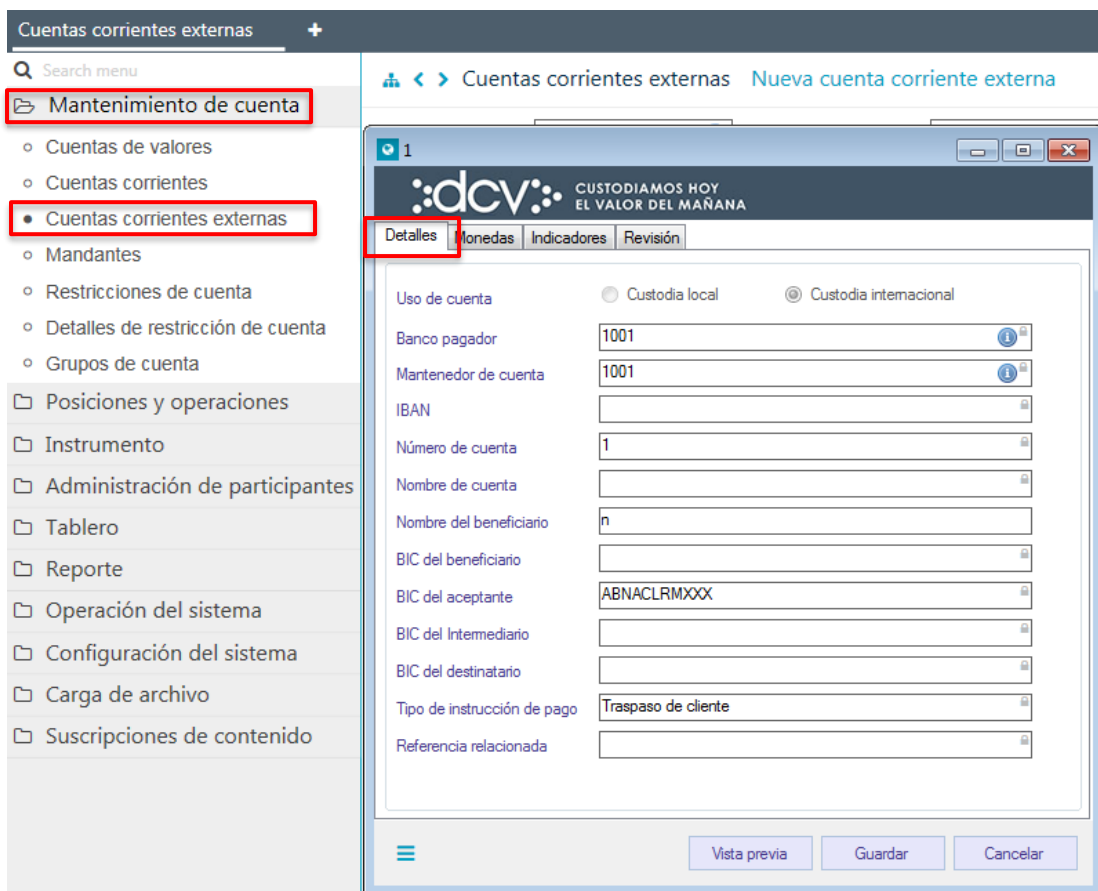 Cuentas corrientes externas +
Search menu
Mantenimiento de cuenta
Cuentas de valores
Cuentas corrientes
Cuentas corrientes externas
Mandantes
Restricciones de cuenta
Detalles de restricción de cuenta
Grupos de cuenta
Posiciones y operaciones
Instrumento
Administración de participantes
Tablero
Reporte
Operación del sistema
Configuración del sistema
Carga de archivo
Suscripciones de contenido
Cuentas corrientes externas Nueva cuenta corriente externa
1
dcv CUSTODIAMOS HOY
EL VALOR DEL MAÑANA
Detalles Monedas Indicadores Revisión
Uso de cuenta Custodia local Custodia internacional
Banco pagador 1001
Mantenedor de cuenta 1001
IBAN
Número de cuenta 1
Nombre de cuenta
Nombre del beneficiario n
BIC del beneficiario
BIC del aceptante ABNACLRMXXX
BIC del Intermediario
BIC del destinatario
Tipo de instrucción de pago Traspaso de cliente
Referencia relacionada
Vista previa Guardar Cancelar